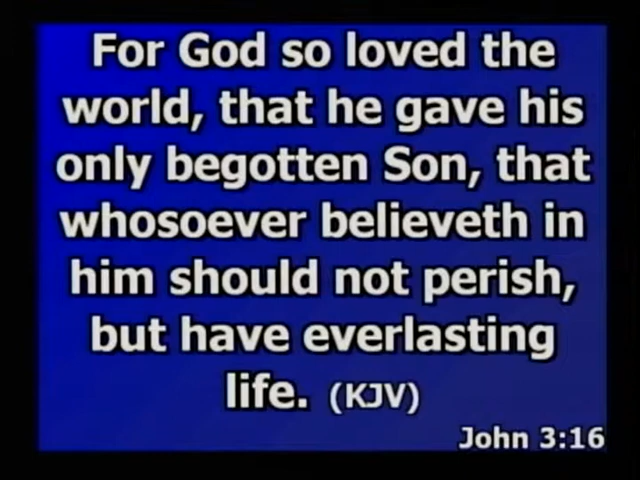 For God so loved the
world, that he gave his
only begotten Son, that
whosoever believeth in
him should not perish,
but have everlasting
life. (KJV)
John 3:16